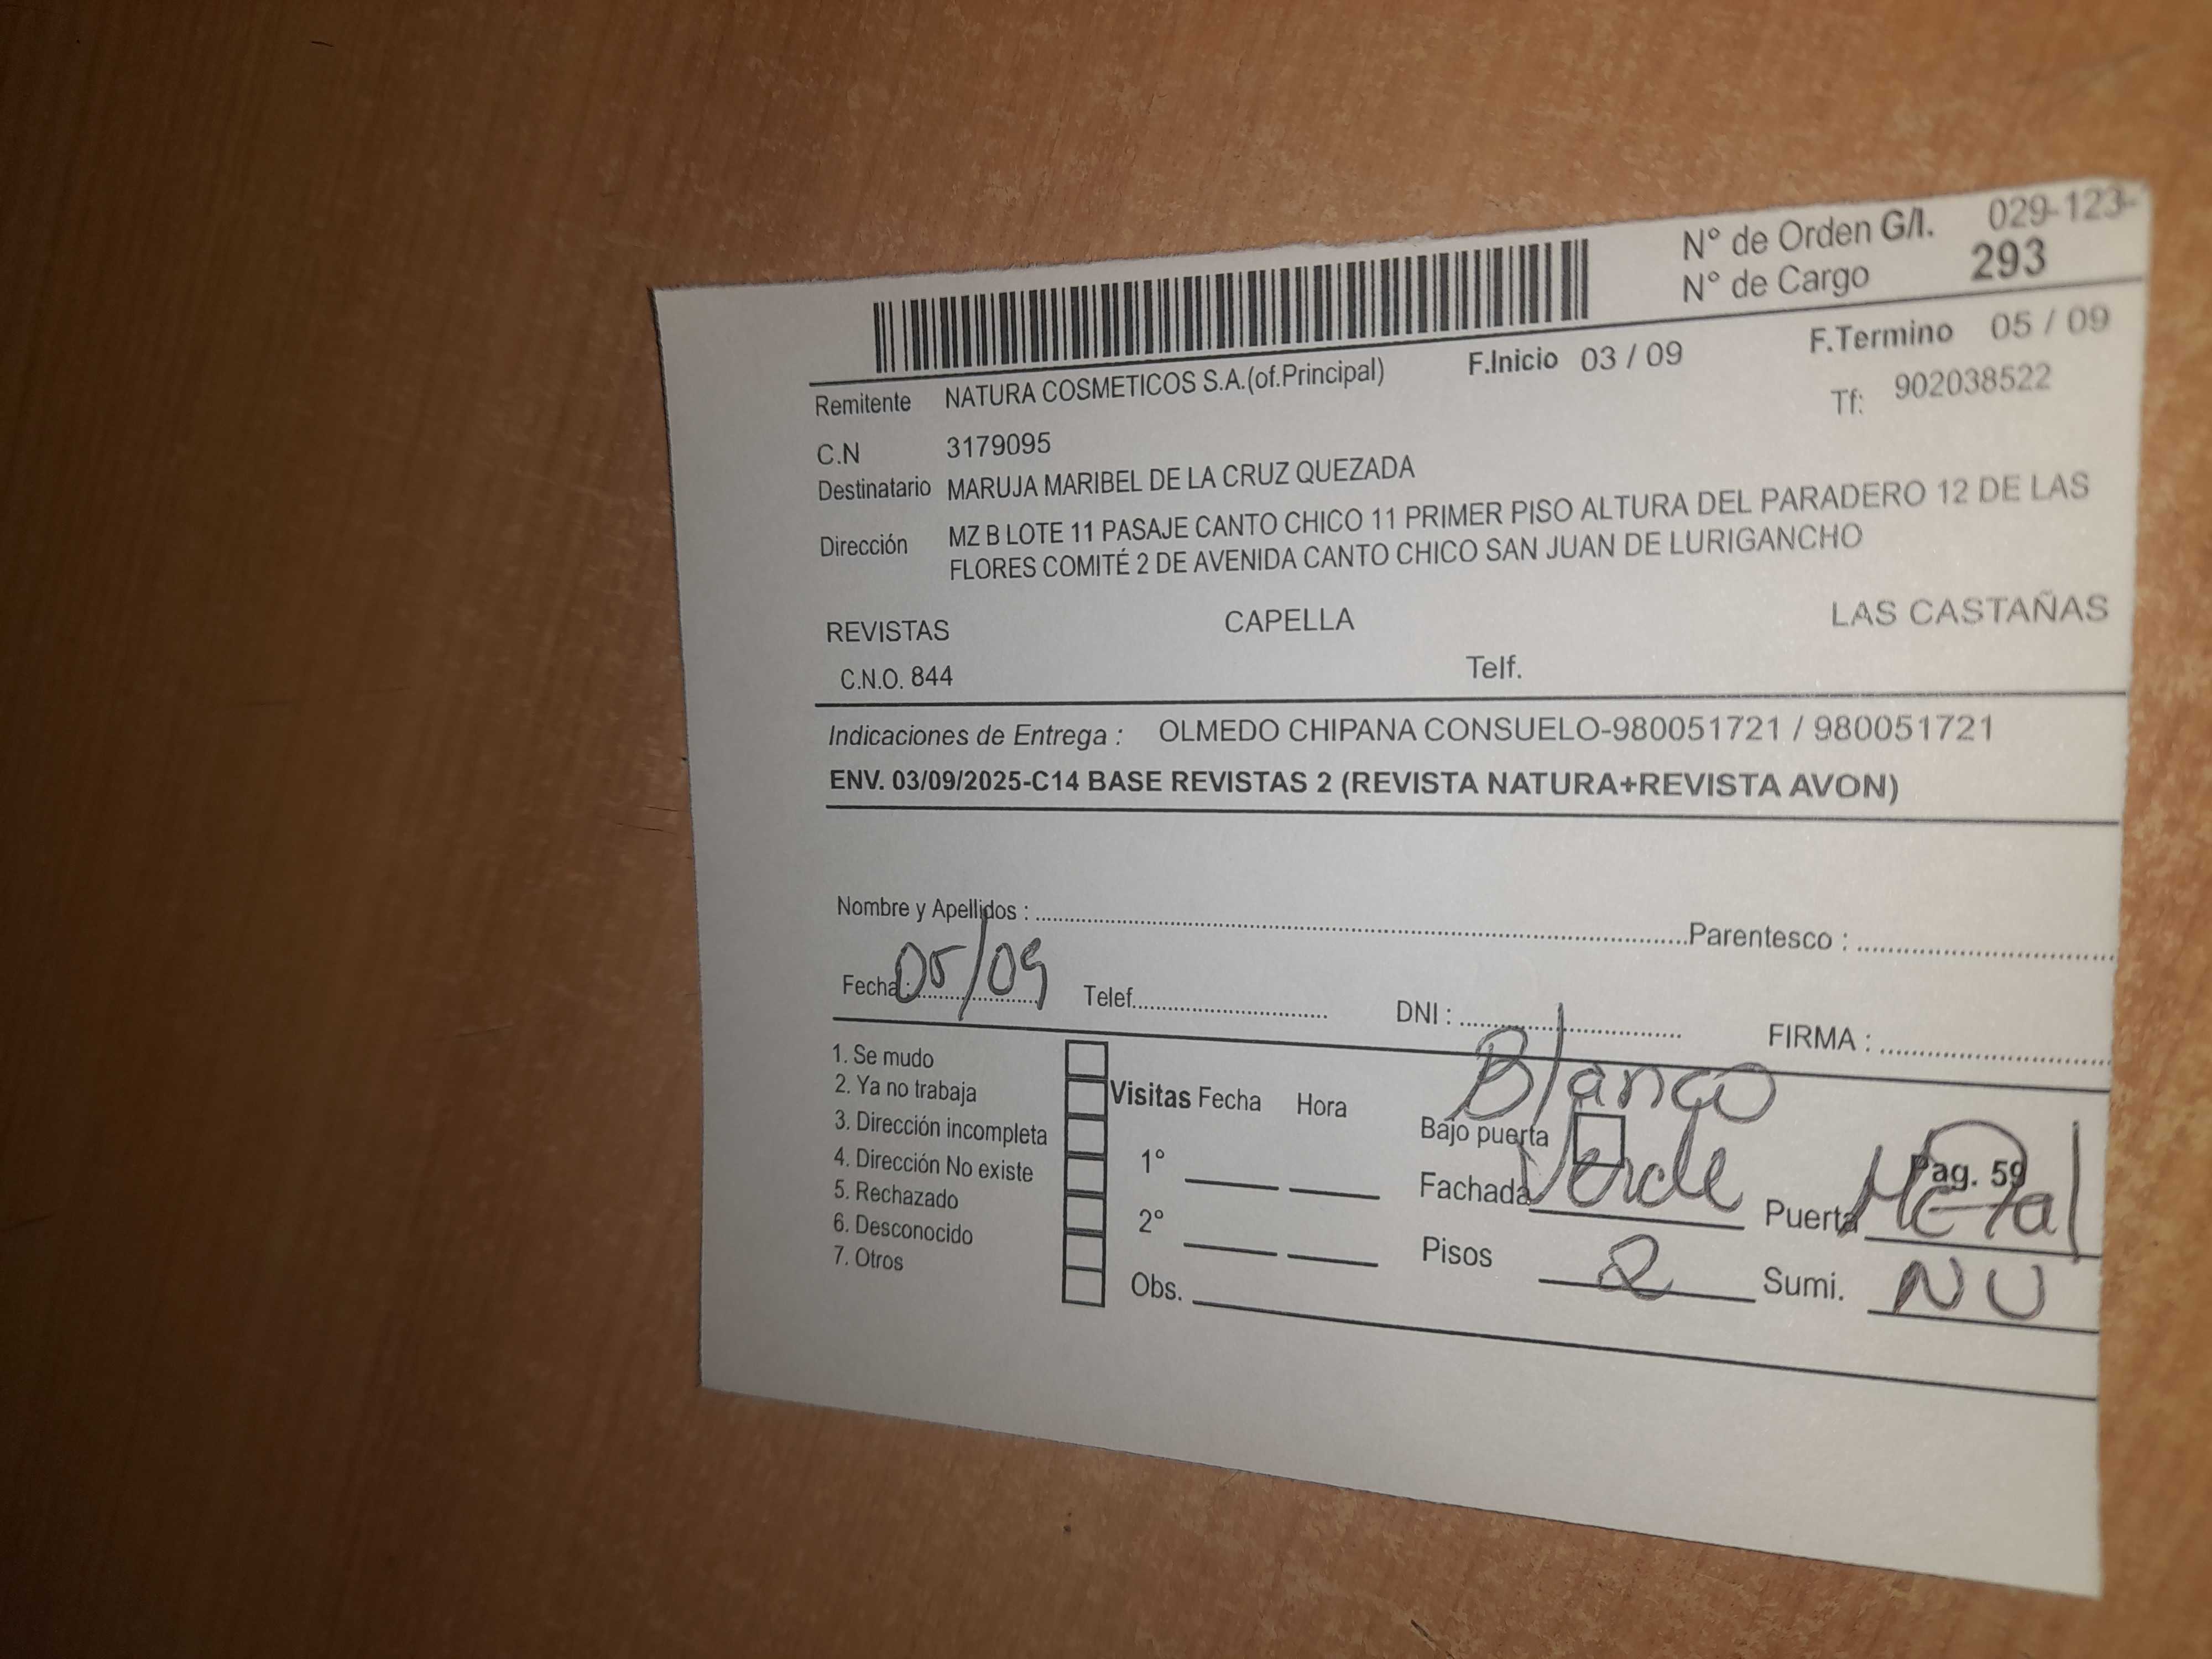 N° de Orden G/I. 029-123-
N° de Cargo 293
Remitente NATURA COSMETICOS S.A.(of.Principal) F.Inicio 03 / 09 F.Termino 05 / 09
C.N 3179095 Tf: 902038522
Destinatario MARUJA MARIBEL DE LA CRUZ QUEZADA
Dirección MZ B LOTE 11 PASAJE CANTO CHICO 11 PRIMER PISO ALTURA DEL PARADERO 12 DE LAS
FLORES COMITÉ 2 DE AVENIDA CANTO CHICO SAN JUAN DE LURIGANCHO
REVISTAS CAPELLA LAS CASTAÑAS
C.N.O. 844 Telf.
Indicaciones de Entrega : OLMEDO CHIPANA CONSUELO-980051721 / 980051721
ENV. 03/09/2025-C14 BASE REVISTAS 2 (REVISTA NATURA+REVISTA AVON)
Nombre y Apellidos : Parentesco :
Fecha : 05/09 Telef. DNI : FIRMA :
1. Se mudo
2. Ya no trabaja
3. Dirección incompleta
4. Dirección No existe
5. Rechazado
6. Desconocido
7. Otros
Visitas Fecha Hora
1°
2°
Obs.
Blanco
Bajo puerta
Fachada Verde Puerta Metal
Pag. 59
Pisos 2 Sumi. NU